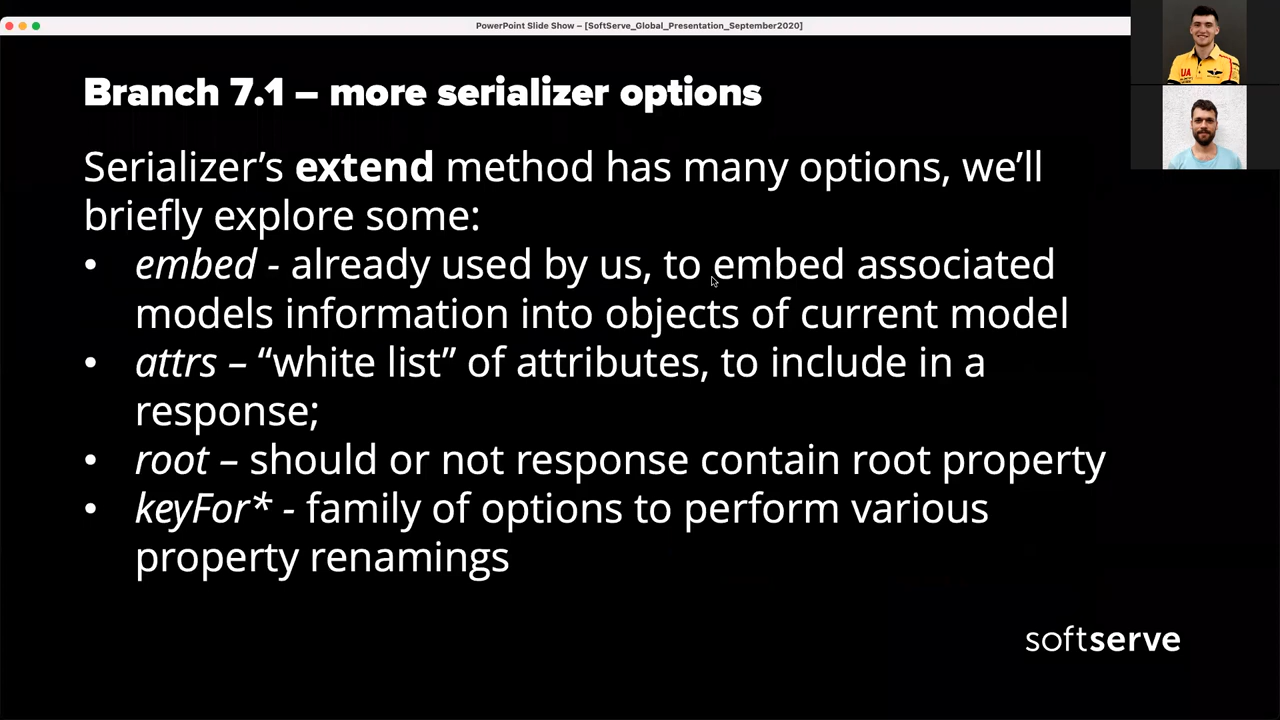 PowerPoint Slide Show – [SoftServe_Global_Presentation_September2020]
Branch 7.1 – more serializer options
Serializer’s extend method has many options, we’ll
briefly explore some:
• embed - already used by us, to embed associated
models information into objects of current model
• attrs – “white list” of attributes, to include in a
response;
• root – should or not response contain root property
• keyFor* - family of options to perform various
property renamings
softserve
UA